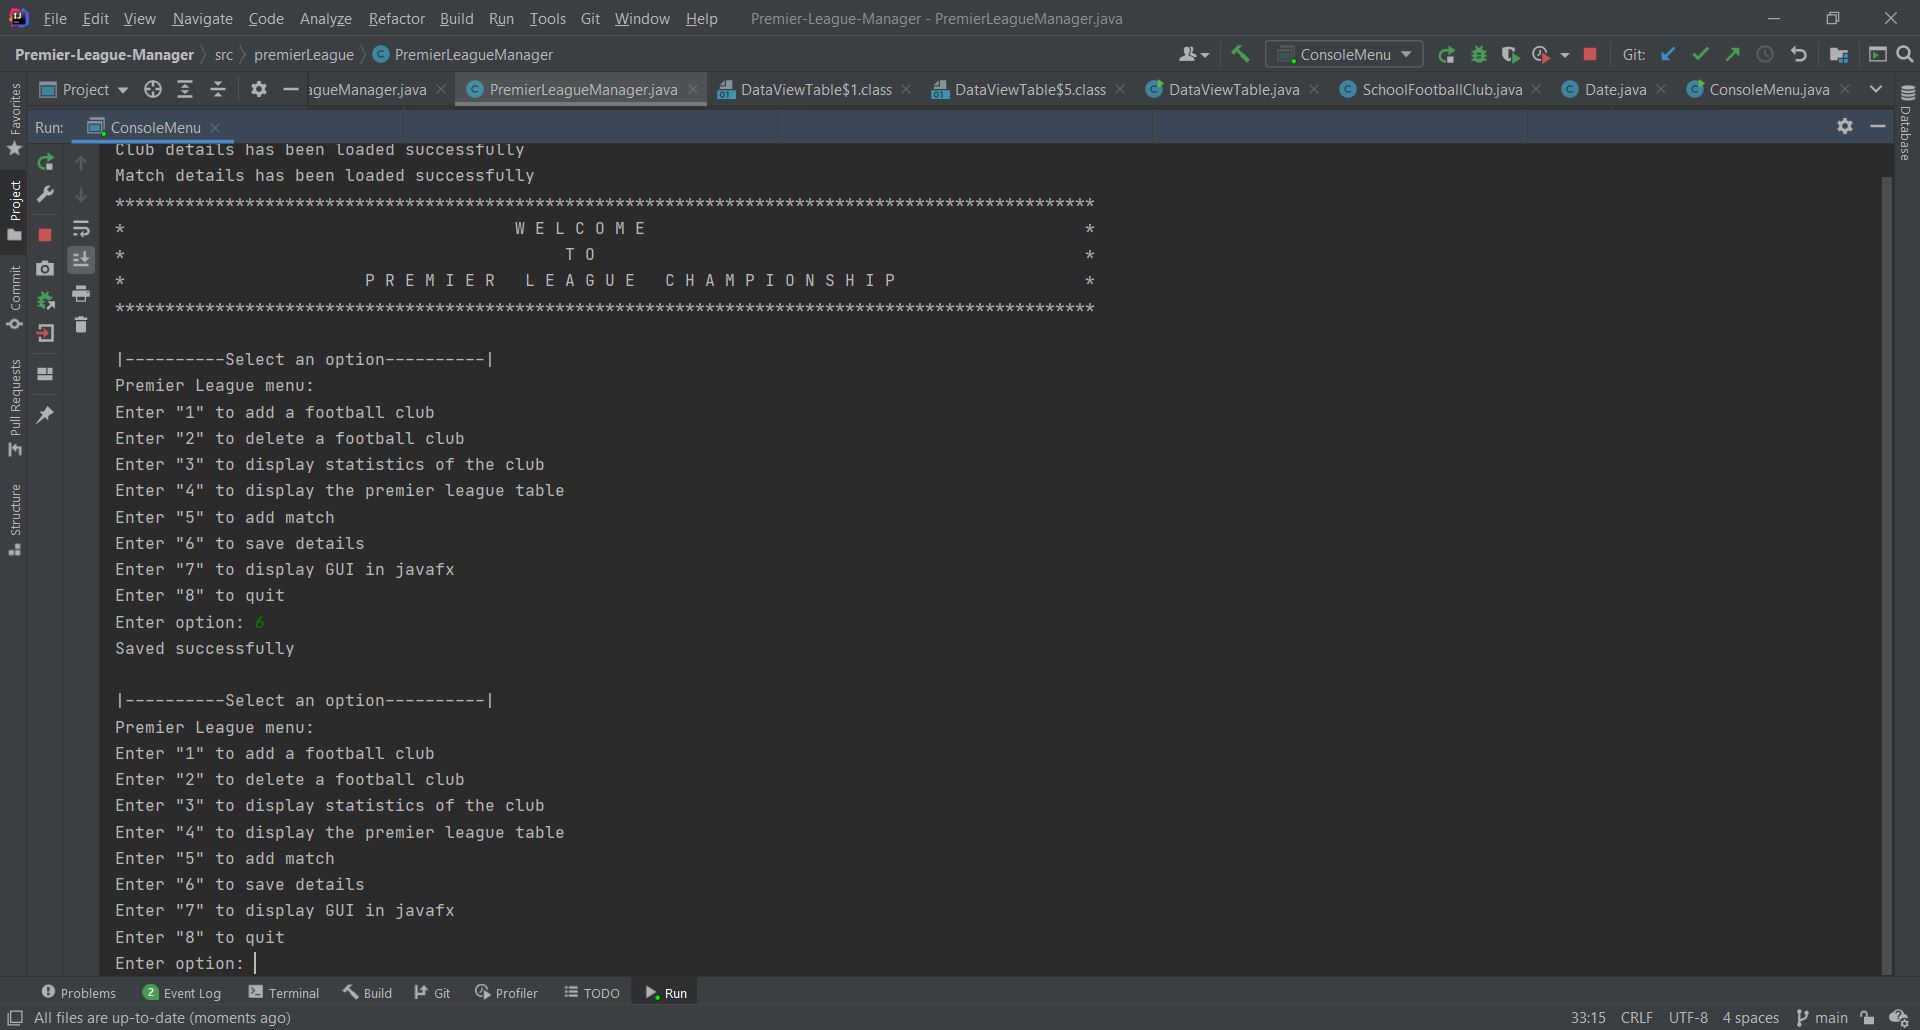 File Edit View Navigate Code Analyze Refactor Build Run Tools Git Window Help Premier-League-Manager - PremierLeagueManager.java
Premier-League-Manager src premierLeague PremierLeagueManager ConsoleMenu Git:
Project agueManager.java PremierLeagueManager.java DataViewTable$1.class DataViewTable$5.class DataViewTable.java SchoolFootballClub.java Date.java ConsoleMenu.java
Run: ConsoleMenu
Favorites
Project
Commit
Pull Requests
Structure
Database
Club details has been loaded successfully
Match details has been loaded successfully
**************************************************************************************************
* W E L C O M E *
* T O *
* P R E M I E R   L E A G U E   C H A M P I O N S H I P *
**************************************************************************************************
|----------Select an option----------|
Premier League menu:
Enter "1" to add a football club
Enter "2" to delete a football club
Enter "3" to display statistics of the club
Enter "4" to display the premier league table
Enter "5" to add match
Enter "6" to save details
Enter "7" to display GUI in javafx
Enter "8" to quit
Enter option: 6
Saved successfully
|----------Select an option----------|
Premier League menu:
Enter "1" to add a football club
Enter "2" to delete a football club
Enter "3" to display statistics of the club
Enter "4" to display the premier league table
Enter "5" to add match
Enter "6" to save details
Enter "7" to display GUI in javafx
Enter "8" to quit
Enter option:
Problems 2 Event Log Terminal Build Git Profiler TODO Run
All files are up-to-date (moments ago) 33:15 CRLF UTF-8 4 spaces main